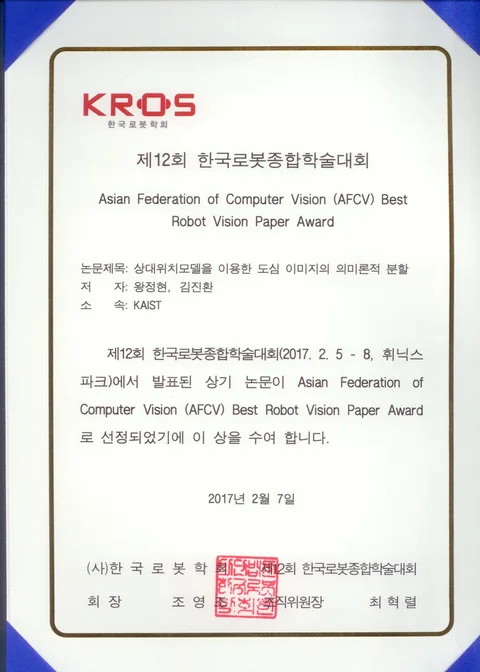 KROS
한국로봇학회
제12회 한국로봇종합학술대회
Asian Federation of Computer Vision (AFCV) Best
Robot Vision Paper Award
논문제목: 상대위치모델을 이용한 도심 이미지의 의미론적 분할
저 자: 왕정현, 김진환
소 속: KAIST
제12회 한국로봇종합학술대회(2017. 2. 5 - 8, 휘닉스
파크)에서 발표된 상기 논문이 Asian Federation of
Computer Vision (AFCV) Best Robot Vision Paper Award
로 선정되었기에 이 상을 수여 합니다.
2017년 2월 7일
(사)한 국 로 봇 학 회 제12회 한국로봇종합학술대회
회 장 조 영 조 조직위원장 최 혁 렬